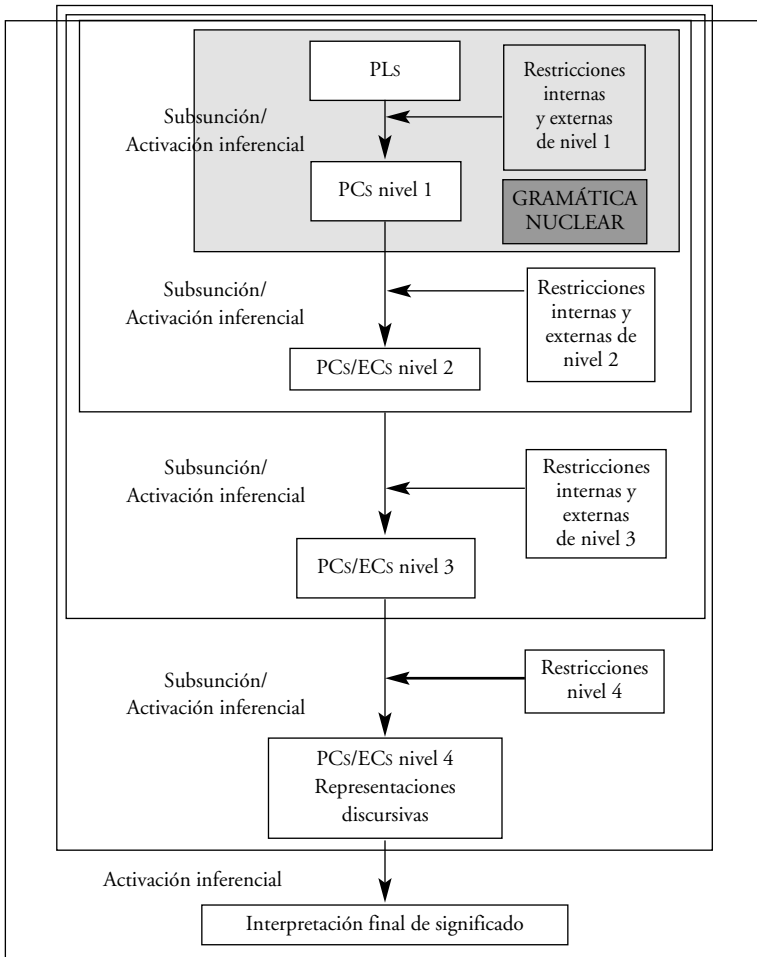 PLs
Restricciones
internas
y externas
de nivel 1
Subsunción/
Activación inferencial
PCs nivel 1
GRAMÁTICA
NUCLEAR
Subsunción/
Activación inferencial
Restricciones
internas y
externas de
nivel 2
PCs/ECs nivel 2
Subsunción/
Activación inferencial
Restricciones
internas y
externas
de nivel 3
PCs/ECs nivel 3
Subsunción/
Activación inferencial
Restricciones
nivel 4
PCs/ECs nivel 4
Representaciones
discursivas
Activación inferencial
Interpretación final de significado